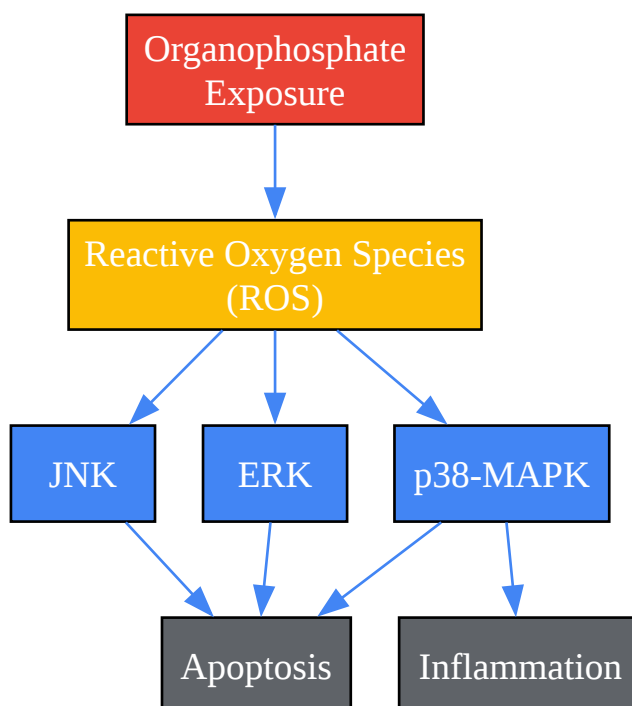 Organophosphate
Exposure
Reactive Oxygen Species
(ROS)
JNK
ERK
p38-MAPK
Apoptosis
Inflammation